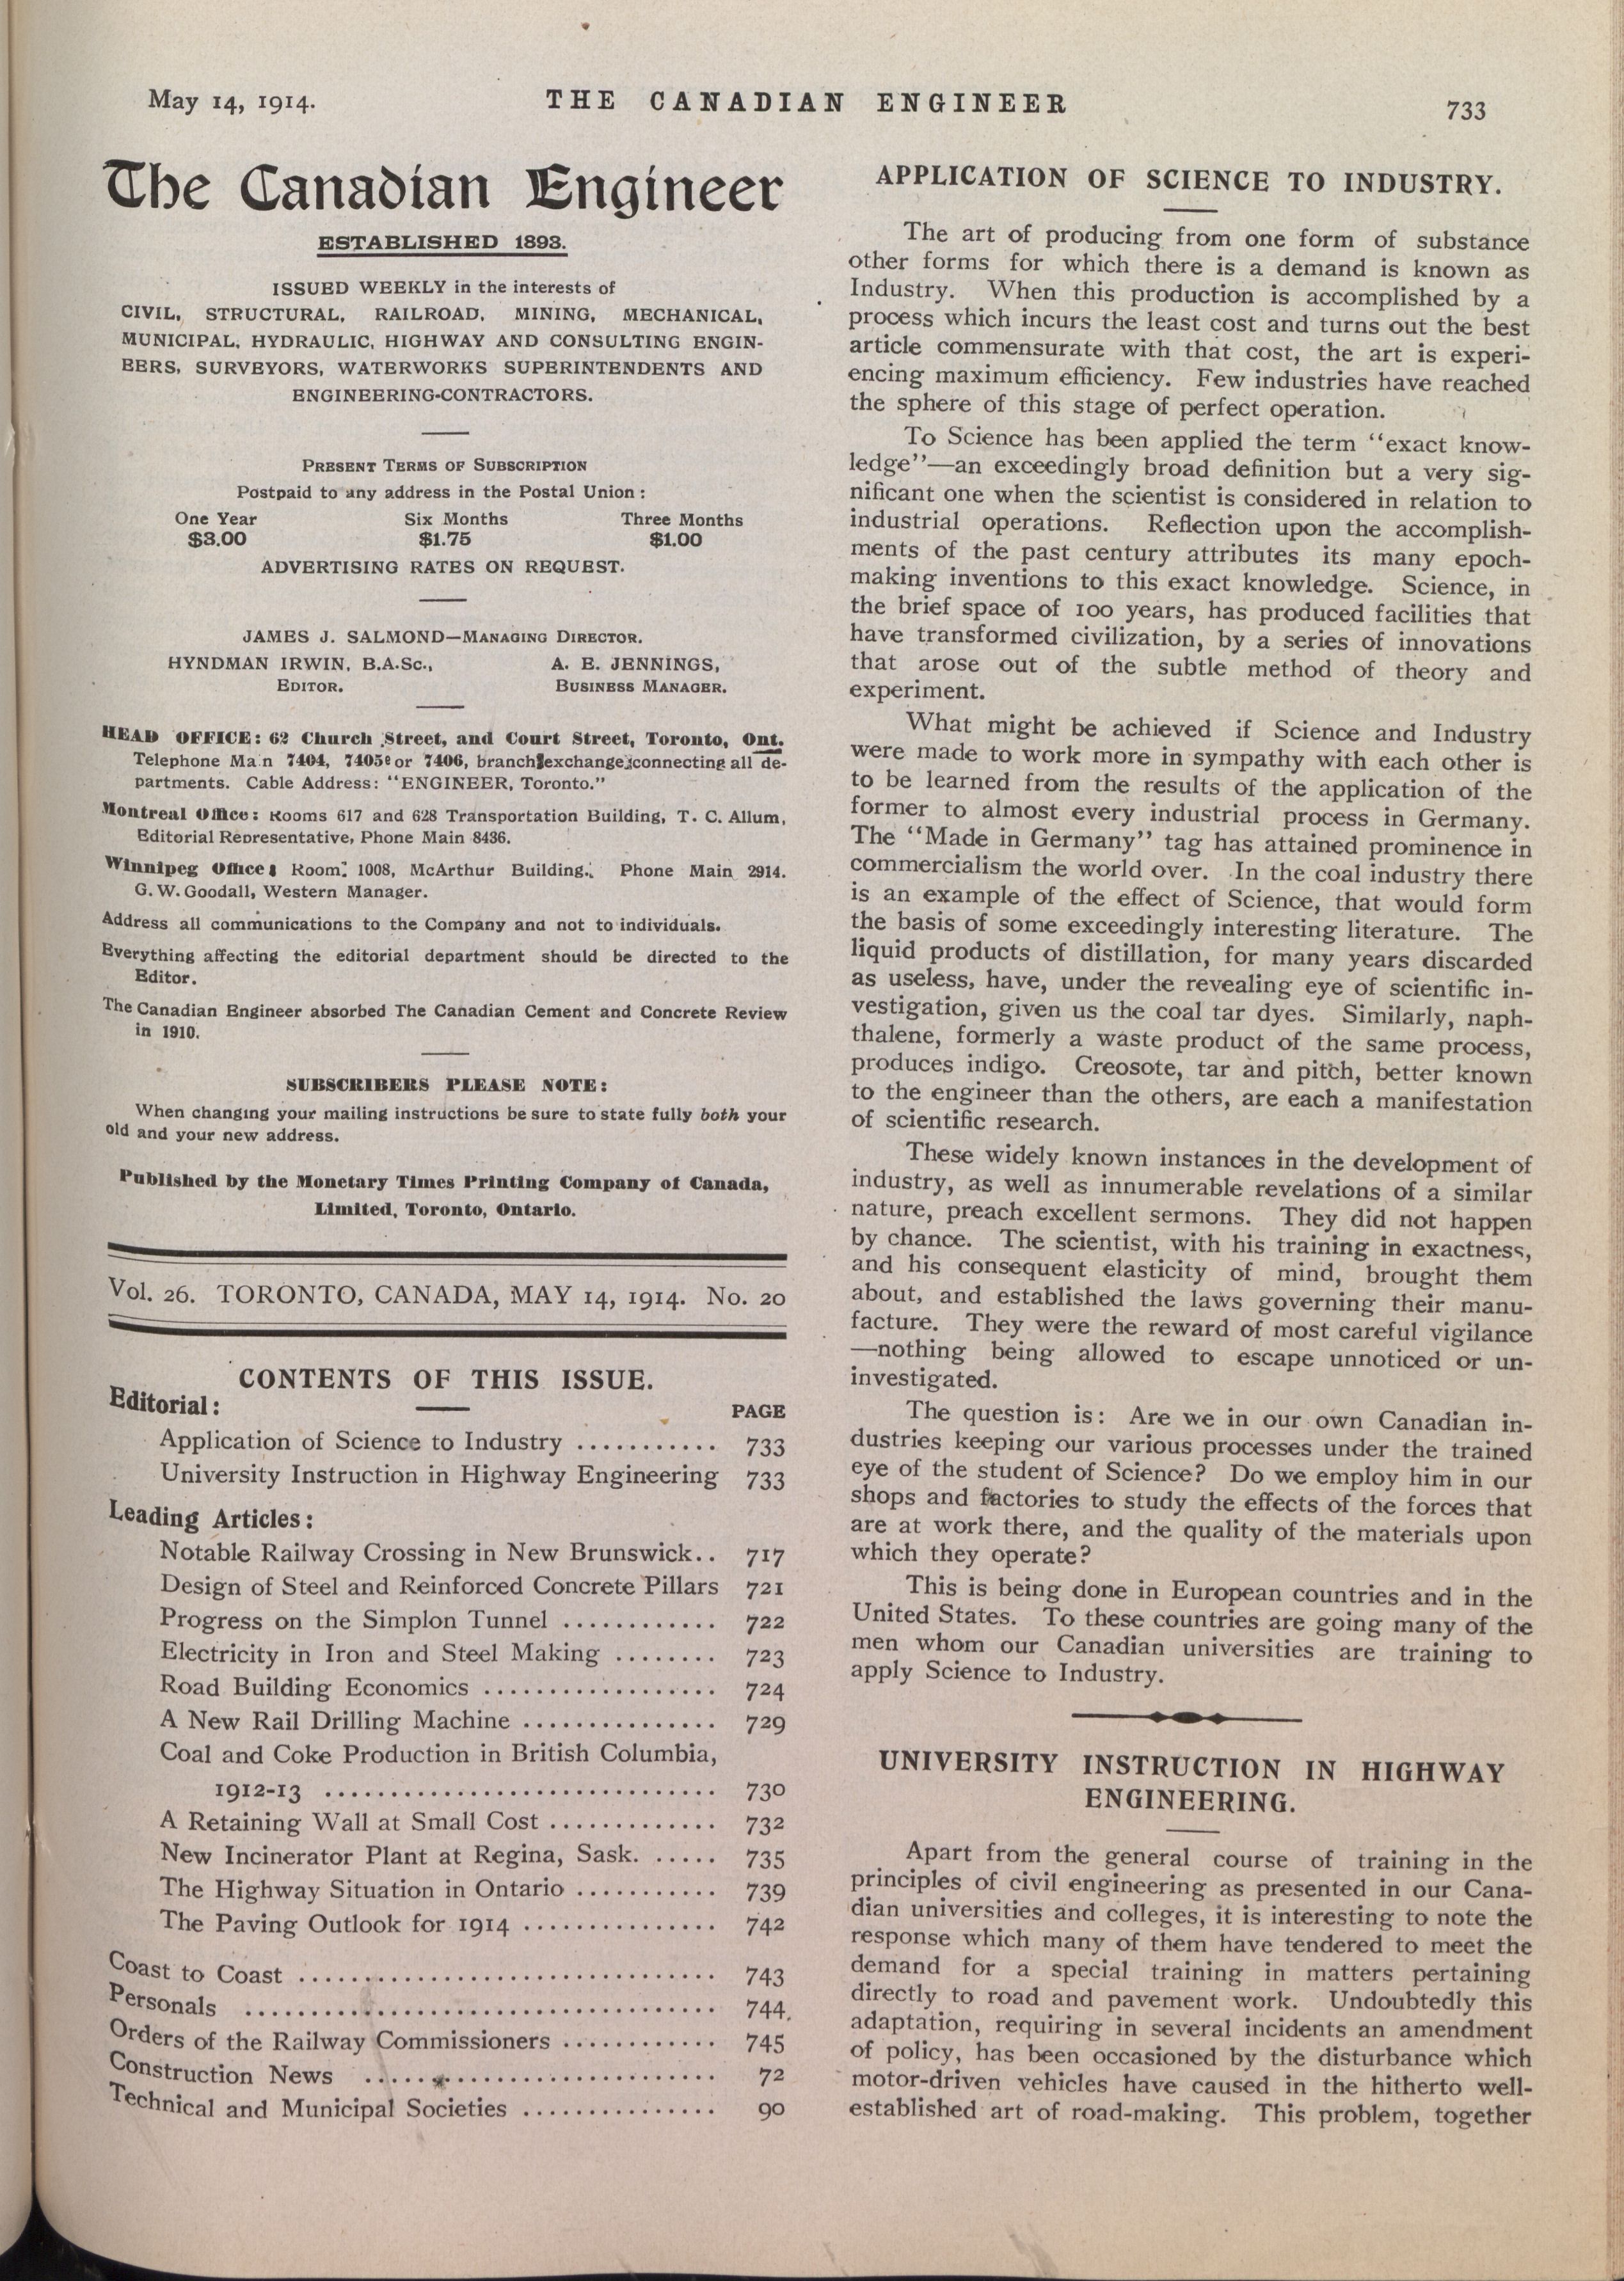 May 14, 1914.
THE CANADIAN ENGINEER
733
The Canadian Engineer
ESTABLISHED 1893.
ISSUED WEEKLY in the interests of
CIVIL, STRUCTURAL, RAILROAD, MINING, MECHANICAL,
MUNICIPAL, HYDRAULIC, HIGHWAY AND CONSULTING ENGIN-
EERS, SURVEYORS, WATERWORKS SUPERINTENDENTS AND
ENGINEERING-CONTRACTORS.
PRESENT TERMS OF SUBSCRIPTION
Postpaid to any address in the Postal Union:
One Year Six Months Three Months
$3.00 $1.75 $1.00
ADVERTISING RATES ON REQUEST.
JAMES J. SALMOND—MANAGING DIRECTOR.
HYNDMAN IRWIN, B.A.Sc., A. E. JENNINGS,
EDITOR. BUSINESS MANAGER.
HEAD OFFICE: 62 Church Street, and Court Street, Toronto, Ont.
Telephone Main 7404, 7405 or 7406, branch exchange connecting all de-
partments. Cable Address: "ENGINEER, Toronto."
Montreal Office: Rooms 617 and 628 Transportation Building, T. C. Allum,
Editorial Representative, Phone Main 8436.
Winnipeg Office: Room 1008, McArthur Building. Phone Main 2914.
G. W. Goodall, Western Manager.
Address all communications to the Company and not to individuals.
Everything affecting the editorial department should be directed to the
Editor.
The Canadian Engineer absorbed The Canadian Cement and Concrete Review
in 1910.
SUBSCRIBERS PLEASE NOTE:
When changing your mailing instructions be sure to state fully both your
old and your new address.
Published by the Monetary Times Printing Company of Canada,
Limited, Toronto, Ontario.
Vol. 26. TORONTO, CANADA, MAY 14, 1914. No. 20
CONTENTS OF THIS ISSUE.
Editorial: PAGE
Application of Science to Industry ........... 733
University Instruction in Highway Engineering 733
Leading Articles:
Notable Railway Crossing in New Brunswick.. 717
Design of Steel and Reinforced Concrete Pillars 721
Progress on the Simplon Tunnel ............ 722
Electricity in Iron and Steel Making ........ 723
Road Building Economics .................. 724
A New Rail Drilling Machine ............... 729
Coal and Coke Production in British Columbia,
1912-13 .............................. 730
A Retaining Wall at Small Cost ............. 732
New Incinerator Plant at Regina, Sask. ..... 735
The Highway Situation in Ontario ........... 739
The Paving Outlook for 1914 ............... 742
Coast to Coast ................................ 743
Personals .................................... 744
Orders of the Railway Commissioners ............ 745
Construction News ........................... 72
Technical and Municipal Societies ............... 90
APPLICATION OF SCIENCE TO INDUSTRY.
The art of producing from one form of substance
other forms for which there is a demand is known as
Industry. When this production is accomplished by a
process which incurs the least cost and turns out the best
article commensurate with that cost, the art is experi-
encing maximum efficiency. Few industries have reached
the sphere of this stage of perfect operation.
To Science has been applied the term "exact know-
ledge"—an exceedingly broad definition but a very sig-
nificant one when the scientist is considered in relation to
industrial operations. Reflection upon the accomplish-
ments of the past century attributes its many epoch-
making inventions to this exact knowledge. Science, in
the brief space of 100 years, has produced facilities that
have transformed civilization, by a series of innovations
that arose out of the subtle method of theory and
experiment.
What might be achieved if Science and Industry
were made to work more in sympathy with each other is
to be learned from the results of the application of the
former to almost every industrial process in Germany.
The "Made in Germany" tag has attained prominence in
commercialism the world over. In the coal industry there
is an example of the effect of Science, that would form
the basis of some exceedingly interesting literature. The
liquid products of distillation, for many years discarded
as useless, have, under the revealing eye of scientific in-
vestigation, given us the coal tar dyes. Similarly, naph-
thalene, formerly a waste product of the same process,
produces indigo. Creosote, tar and pitch, better known
to the engineer than the others, are each a manifestation
of scientific research.
These widely known instances in the development of
industry, as well as innumerable revelations of a similar
nature, preach excellent sermons. They did not happen
by chance. The scientist, with his training in exactness,
and his consequent elasticity of mind, brought them
about, and established the laws governing their manu-
facture. They were the reward of most careful vigilance
—nothing being allowed to escape unnoticed or un-
investigated.
The question is: Are we in our own Canadian in-
dustries keeping our various processes under the trained
eye of the student of Science? Do we employ him in our
shops and factories to study the effects of the forces that
are at work there, and the quality of the materials upon
which they operate?
This is being done in European countries and in the
United States. To these countries are going many of the
men whom our Canadian universities are training to
apply Science to Industry.
UNIVERSITY INSTRUCTION IN HIGHWAY
ENGINEERING.
Apart from the general course of training in the
principles of civil engineering as presented in our Cana-
dian universities and colleges, it is interesting to note the
response which many of them have tendered to meet the
demand for a special training in matters pertaining
directly to road and pavement work. Undoubtedly this
adaptation, requiring in several incidents an amendment
of policy, has been occasioned by the disturbance which
motor-driven vehicles have caused in the hitherto well-
established art of road-making. This problem, together